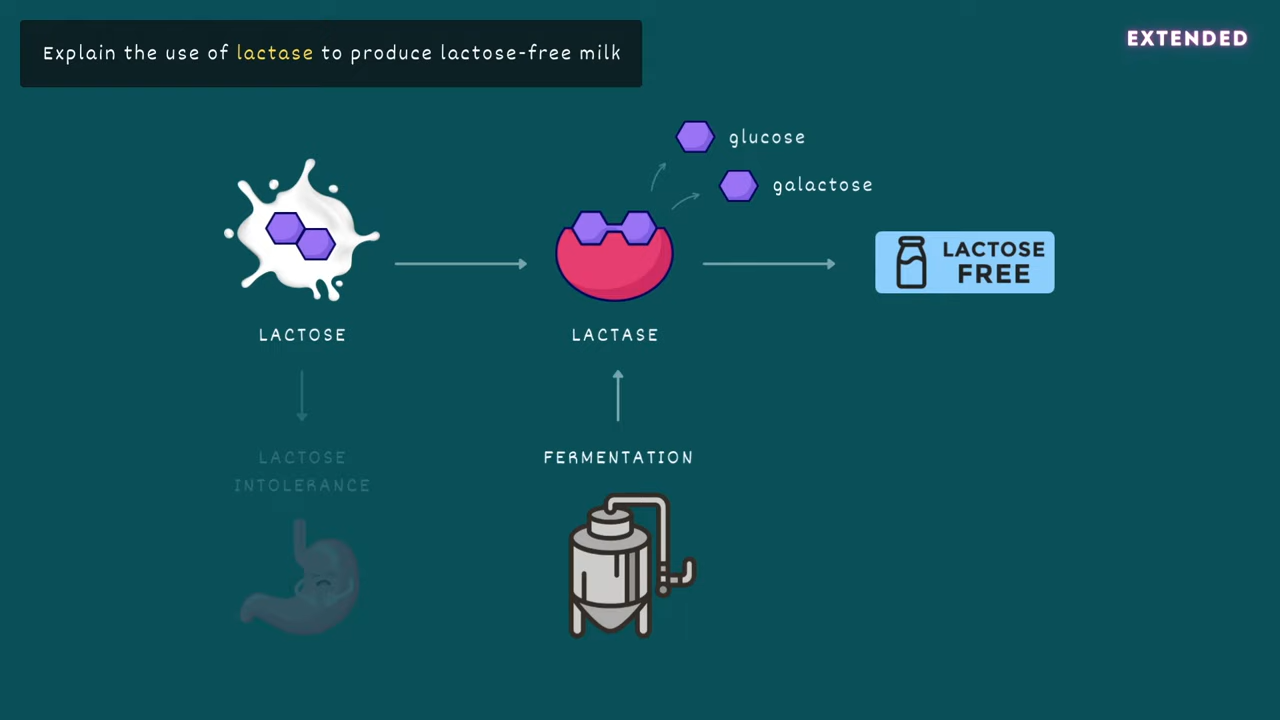 Explain the use of lactase to produce lactose-free milk
EXTENDED
glucose
galactose
LACTOSE
FREE
LACTOSE
LACTASE
LACTOSE
INTOLERANCE
FERMENTATION